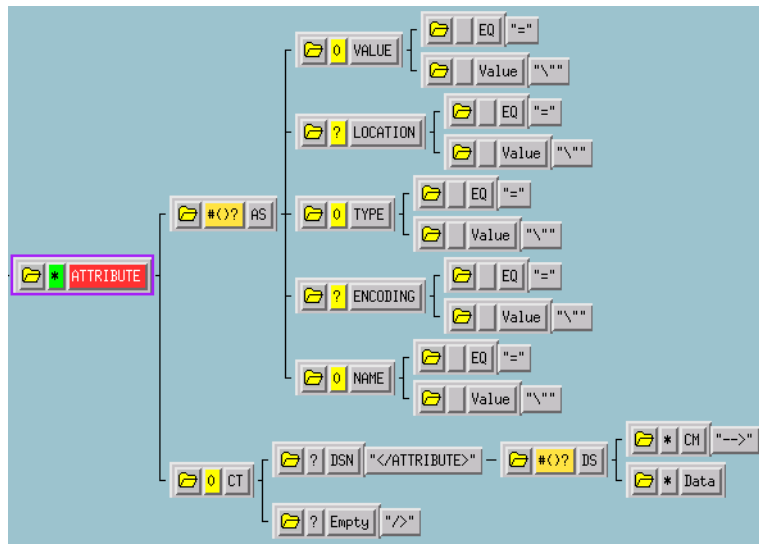 EQ "="
0 VALUE
Value "\""
EQ "="
? LOCATION
Value "\""
EQ "="
#()? AS
0 TYPE
Value "\""
* ATTRIBUTE
EQ "="
? ENCODING
Value "\""
EQ "="
0 NAME
Value "\""
* CM "-->"
? DSN "</ATTRIBUTE>"
#()? DS
0 CT
* Data
? Empty "/>"